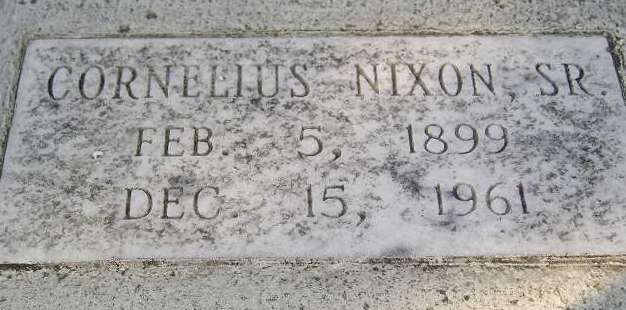 CORNELIUS NIXON, SR.
FEB. 5, 1899
DEC. 15, 1961